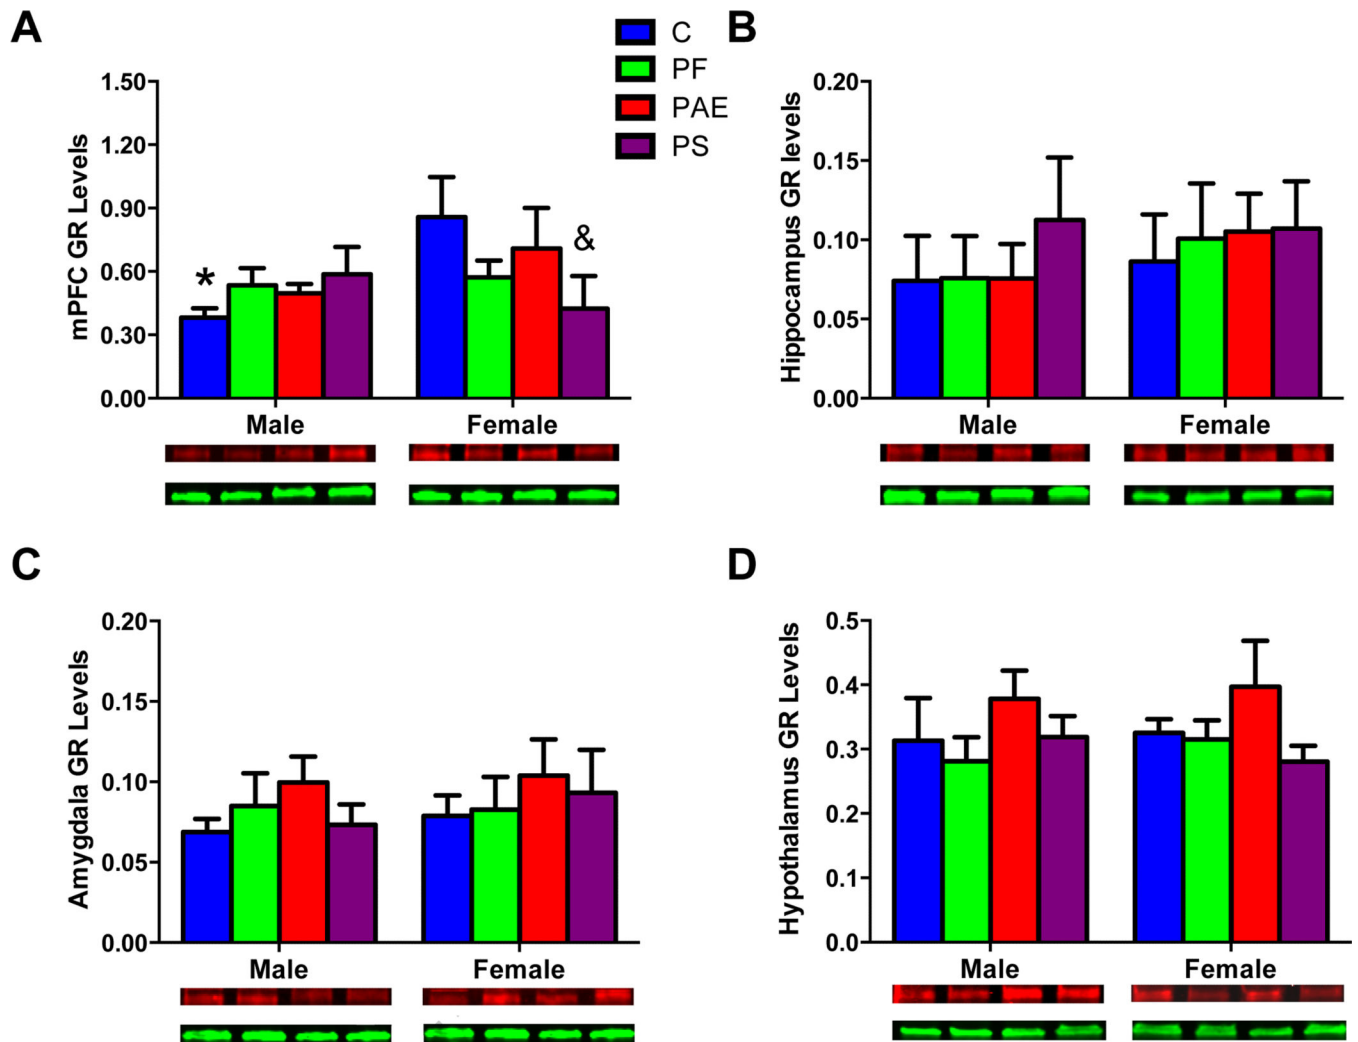 A
C
PF
PAE
PS
B
mPFC GR Levels
1.50
1.20
0.90
0.60
0.30
0.00
*
&
Male
Female
Hippocampus GR levels
0.20
0.15
0.10
0.05
0.00
Male
Female
C
Amygdala GR Levels
0.20
0.15
0.10
0.05
0.00
Male
Female
D
Hypothalamus GR Levels
0.5
0.4
0.3
0.2
0.1
0.0
Male
Female